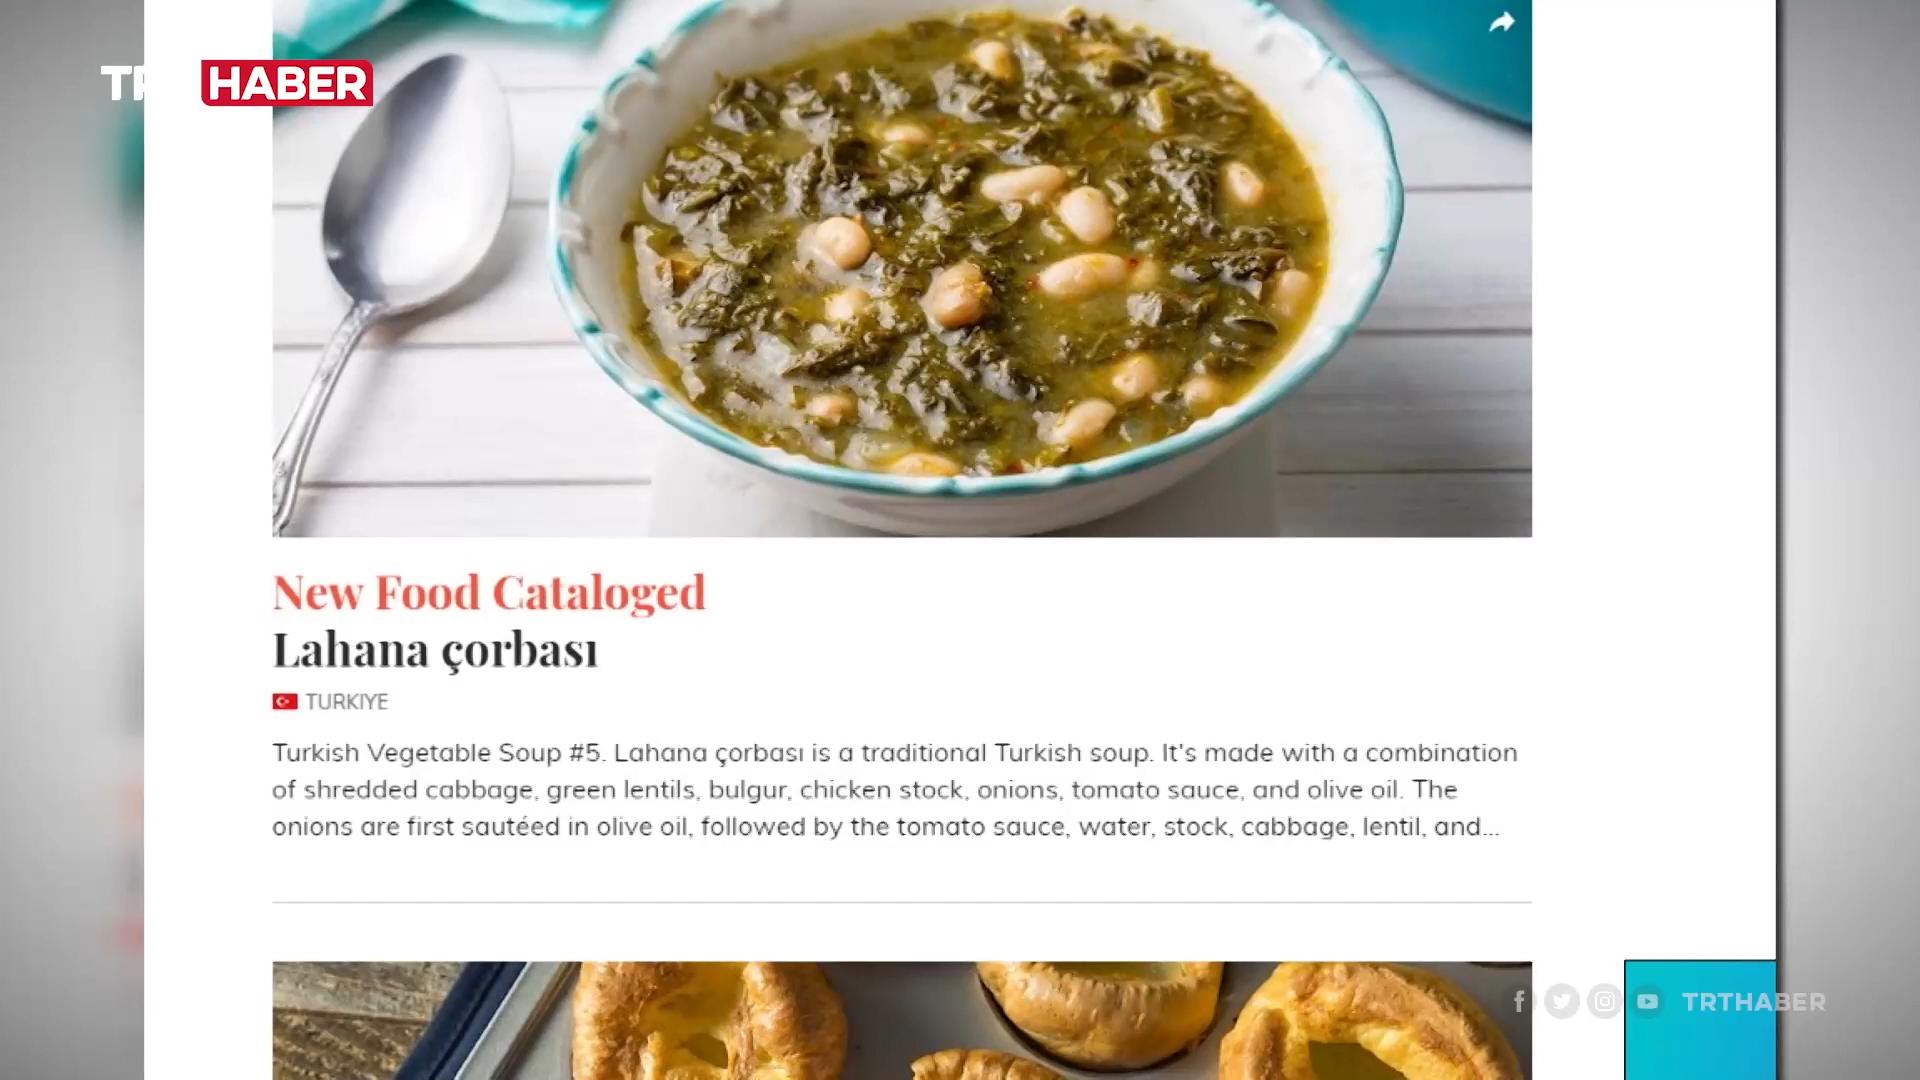 HABER
New Food Cataloged
Lahana çorbası
TURKIYE
Turkish Vegetable Soup #5. Lahana çorbası is a traditional Turkish soup. It's made with a combination
of shredded cabbage, green lentils, bulgur, chicken stock, onions, tomato sauce, and olive oil. The
onions are first sautéed in olive oil, followed by the tomato sauce, water, stock, cabbage, lentil, and...
TRTHABER